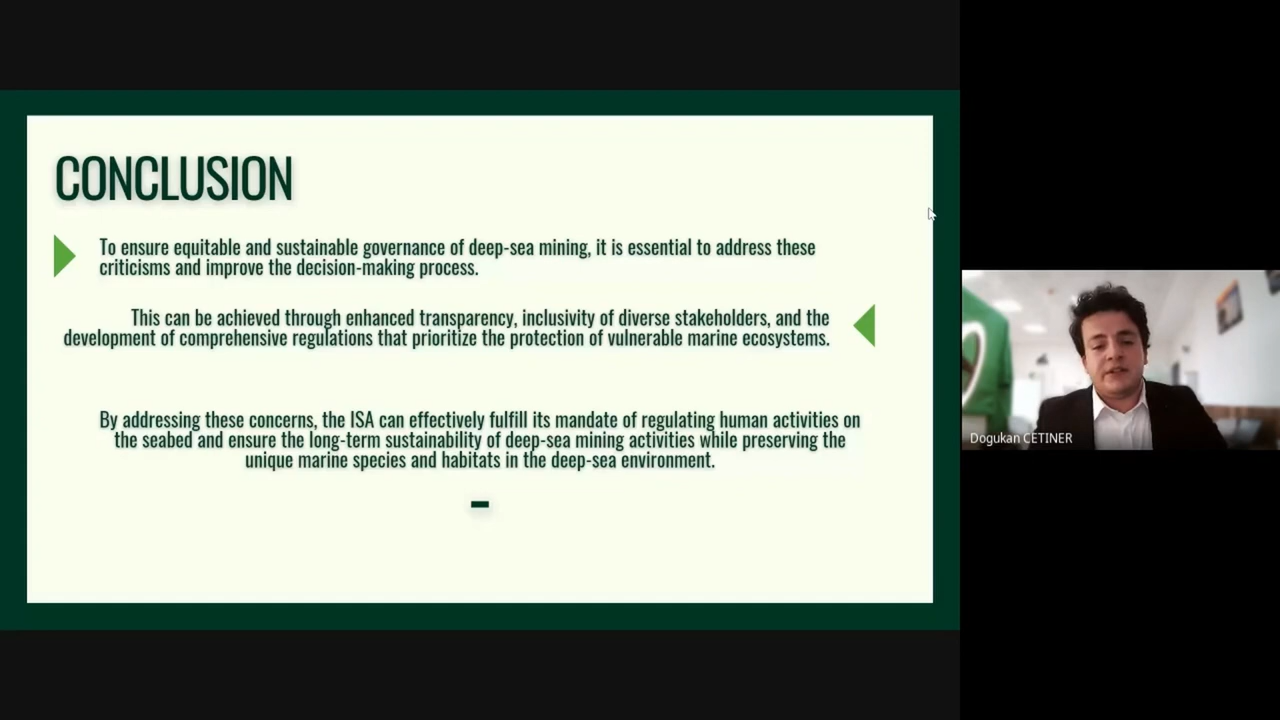 CONCLUSION
To ensure equitable and sustainable governance of deep-sea mining, it is essential to address these
criticisms and improve the decision-making process.
This can be achieved through enhanced transparency, inclusivity of diverse stakeholders, and the
development of comprehensive regulations that prioritize the protection of vulnerable marine ecosystems.
By addressing these concerns, the ISA can effectively fulfill its mandate of regulating human activities on
the seabed and ensure the long-term sustainability of deep-sea mining activities while preserving the
unique marine species and habitats in the deep-sea environment.
Dogukan CETINER